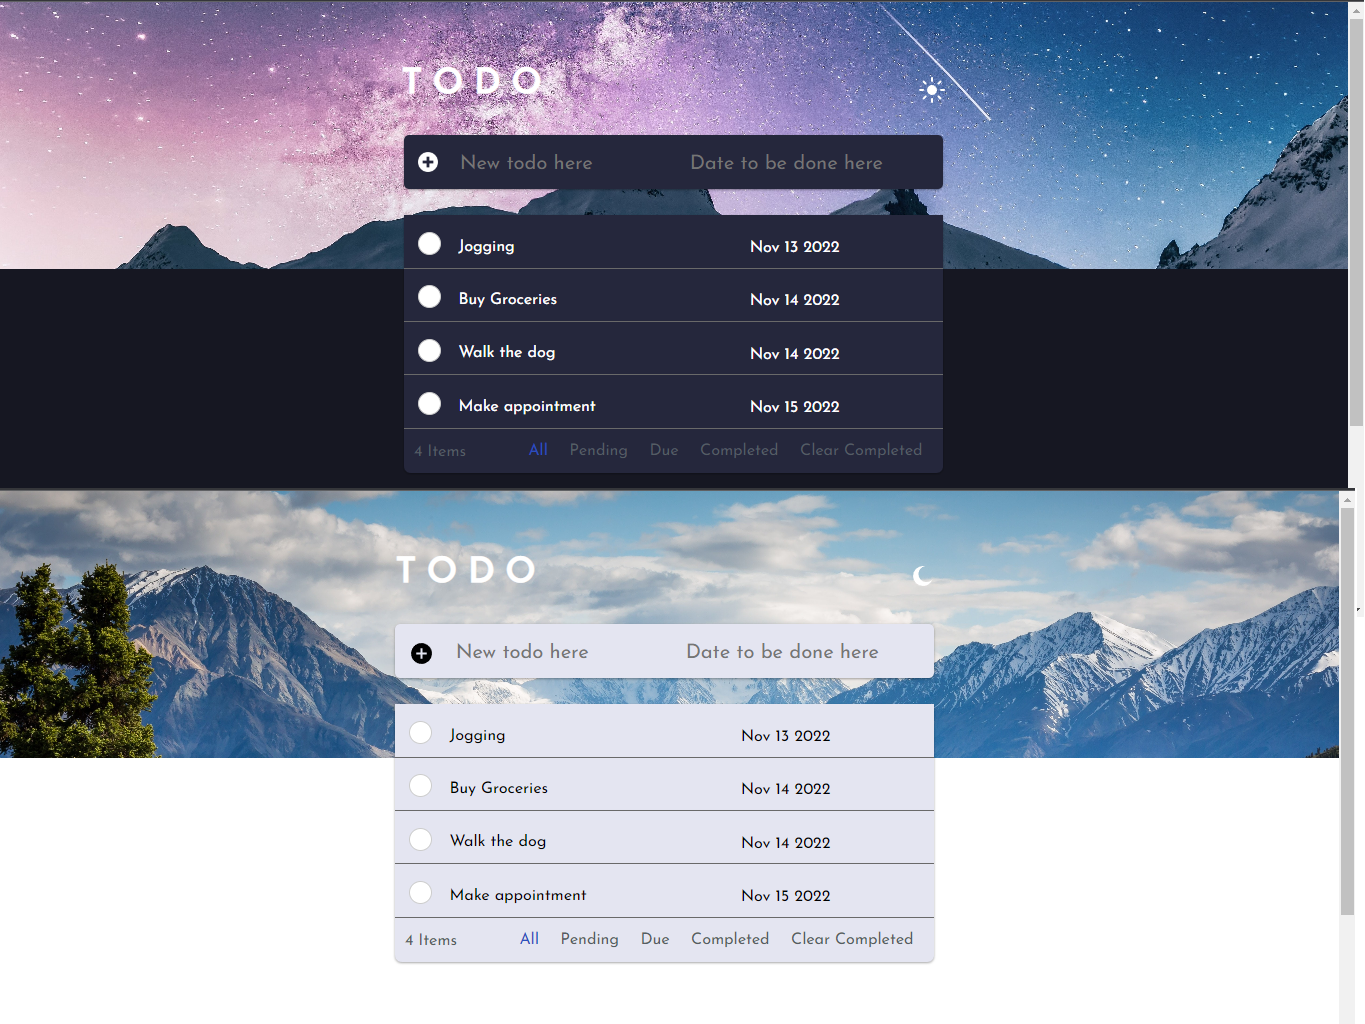 TODO
New todo here Date to be done here
Jogging Nov 13 2022
Buy Groceries Nov 14 2022
Walk the dog Nov 14 2022
Make appointment Nov 15 2022
4 Items All Pending Due Completed Clear Completed
TODO
New todo here Date to be done here
Jogging Nov 13 2022
Buy Groceries Nov 14 2022
Walk the dog Nov 14 2022
Make appointment Nov 15 2022
4 Items All Pending Due Completed Clear Completed